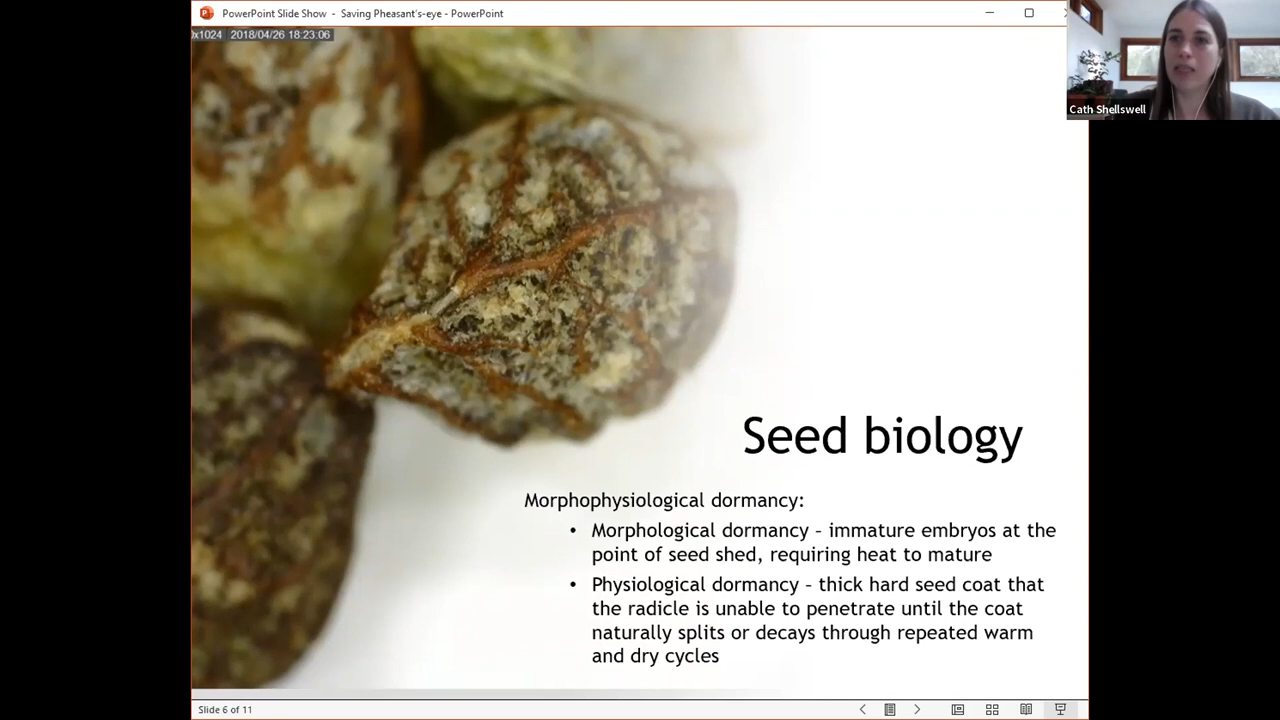 PowerPoint Slide Show - Saving Pheasant's-eye - PowerPoint
x1024 2018/04/26 18:23:06
Cath Shellswell
Seed biology
Morphophysiological dormancy:
• Morphological dormancy – immature embryos at the
point of seed shed, requiring heat to mature
• Physiological dormancy – thick hard seed coat that
the radicle is unable to penetrate until the coat
naturally splits or decays through repeated warm
and dry cycles
Slide 6 of 11